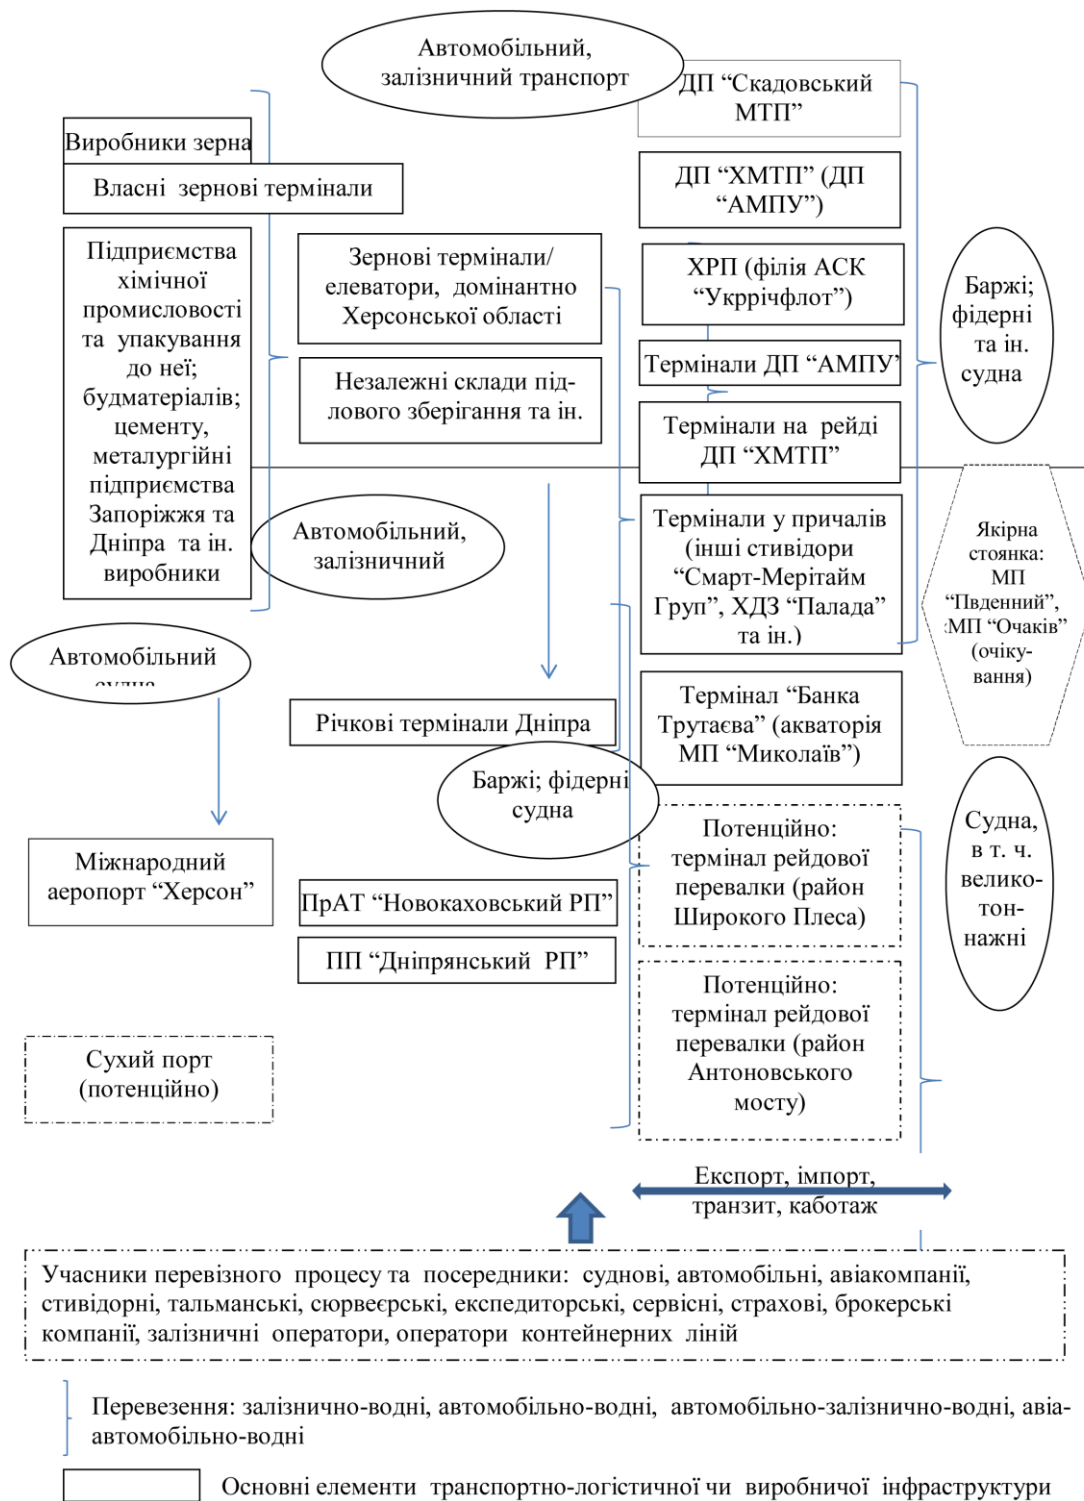 Автомобільний,
залізничний транспорт
ДП “Скадовський
МТП”
Виробники зерна
Власні зернові термінали
ДП “ХМТП” (ДП
“АМПУ”)
Підприємства
хімічної
промисловості
та упакування
до неї;
будматеріалів;
цементу,
металургійні
підприємства
Запоріжжя та
Дніпра та ін.
виробники
Зернові термінали/
елеватори, домінантно
Херсонської області
ХРП (філія АСК
“Укррічфлот”)
Баржі;
фідерні
та ін.
судна
Термінали ДП “АМПУ”
Незалежні склади під-
лового зберігання та ін.
Термінали на рейді
ДП “ХМТП”
Автомобільний,
залізничний
Термінали у причалів
(інші стивідори
“Смарт-Мерітайм
Груп”, ХДЗ “Палада”
та ін.)
Якірна
стоянка:
МП
“Південний”,
МП “Очаків”
(очіку-
вання)
Автомобільний
судна
Річкові термінали Дніпра
Термінал “Банка
Трутаєва” (акваторія
МП “Миколаїв”)
Баржі; фідерні
судна
Потенційно:
термінал рейдової
перевалки (район
Широкого Плеса)
Судна,
в т. ч.
велико-
тон-
нажні
Міжнародний
аеропорт “Херсон”
ПрАТ “Новокаховський РП”
ПП “Дніпрянський РП”
Потенційно:
термінал рейдової
перевалки (район
Антоновського
мосту)
Сухий порт
(потенційно)
Експорт, імпорт,
транзит, каботаж
Учасники перевізного процесу та посередники: суднові, автомобільні, авіакомпанії,
стивідорні, тальманські, сюрвеєрські, експедиторські, сервісні, страхові, брокерські
компанії, залізничні оператори, оператори контейнерних ліній
Перевезення: залізнично-водні, автомобільно-водні, автомобільно-залізнично-водні, авіа-
автомобільно-водні
Основні елементи транспортно-логістичної чи виробничої інфраструктури